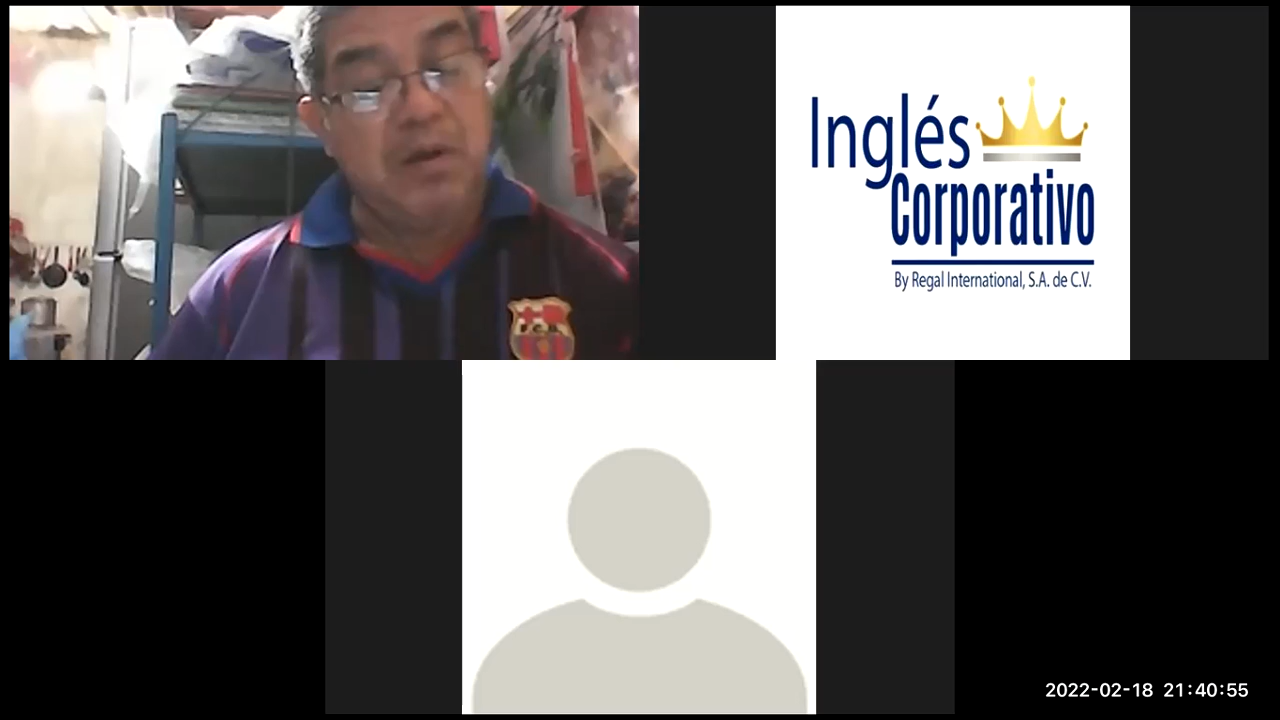 Inglés
Corporativo
By Regal International, S.A. de C.V.
2022-02-18 21:40:55